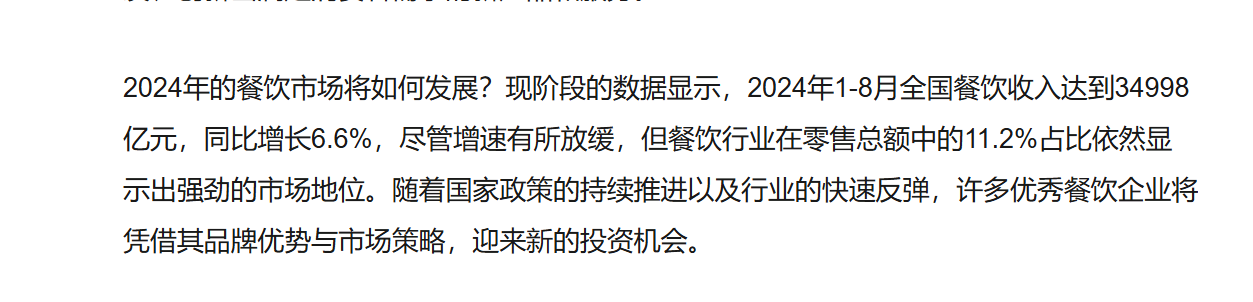 2024年的餐饮市场将如何发展？现阶段的数据显示，2024年1-8月全国餐饮收入达到34998
亿元，同比增长6.6%，尽管增速有所放缓，但餐饮行业在零售总额中的11.2%占比依然显
示出强劲的市场地位。随着国家政策的持续推进以及行业的快速反弹，许多优秀餐饮企业将
凭借其品牌优势与市场策略，迎来新的投资机会。